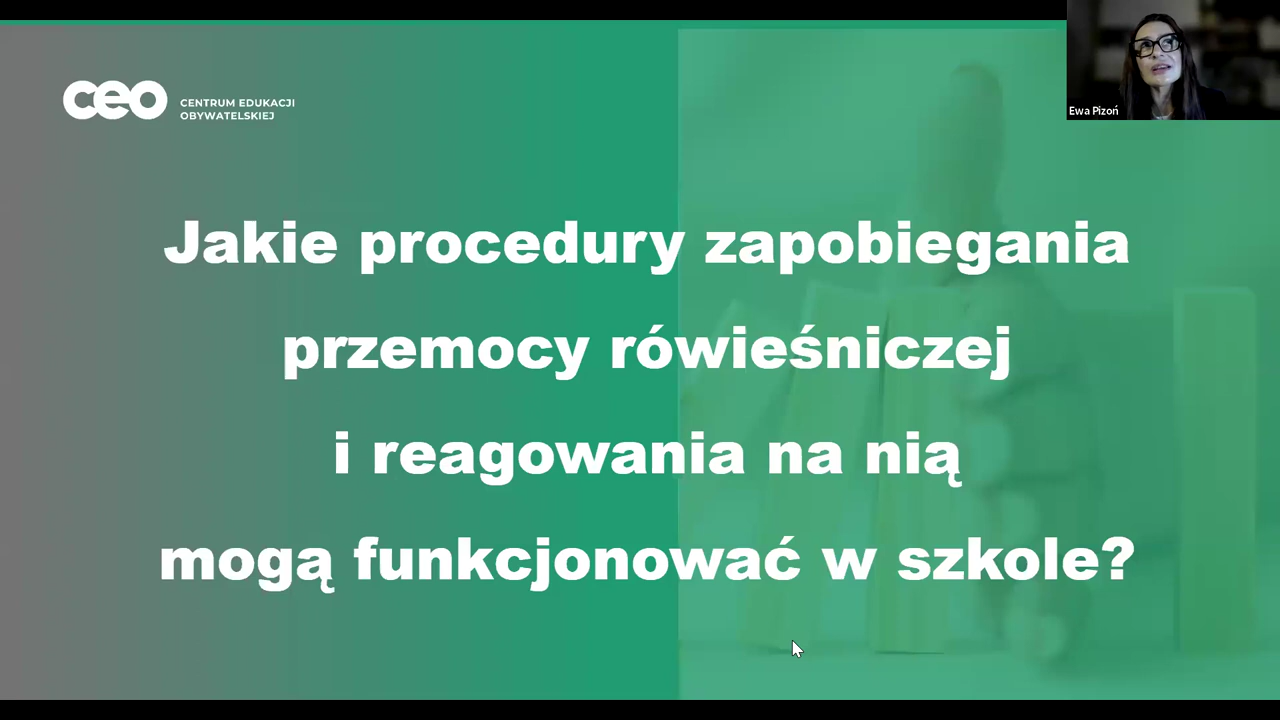 ceo
CENTRUM EDUKACJI
OBYWATELSKIEJ
Ewa Pizoń
Jakie procedury zapobiegania
przemocy rówieśniczej
i reagowania na nią
mogą funkcjonować w szkole?